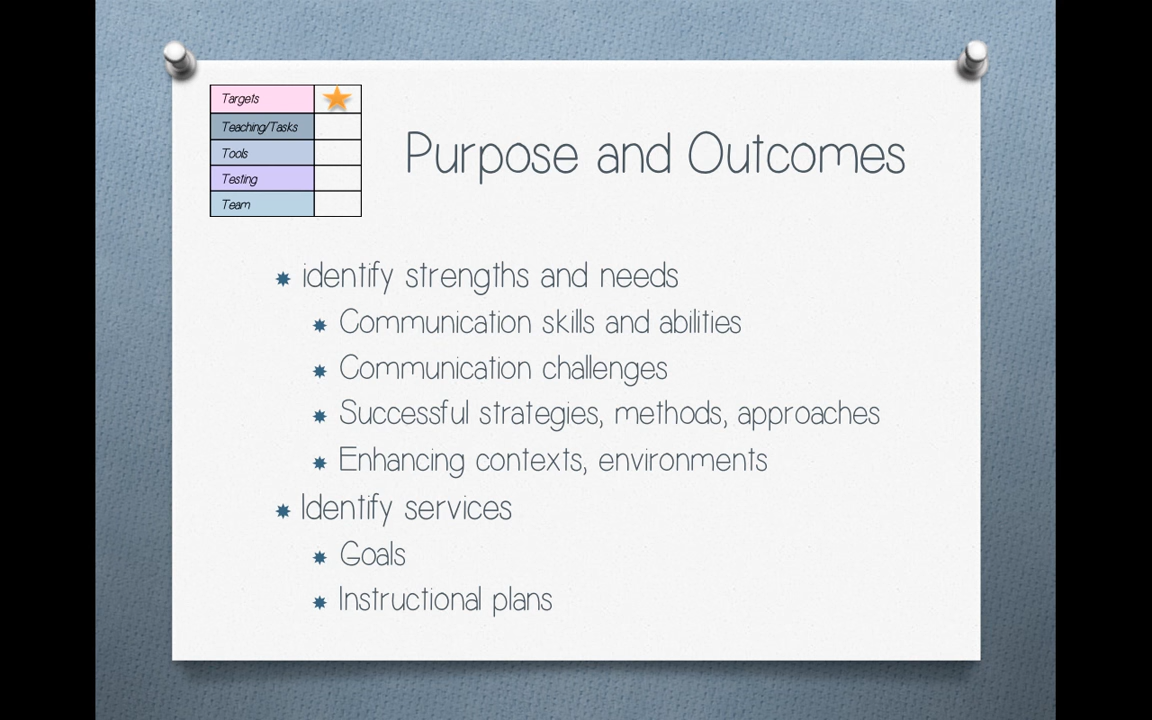 Targets
Teaching/Tasks
Tools
Testing
Team
Purpose and Outcomes
identify strengths and needs
Communication skills and abilities
Communication challenges
Successful strategies, methods, approaches
Enhancing contexts, environments
Identify services
Goals
Instructional plans